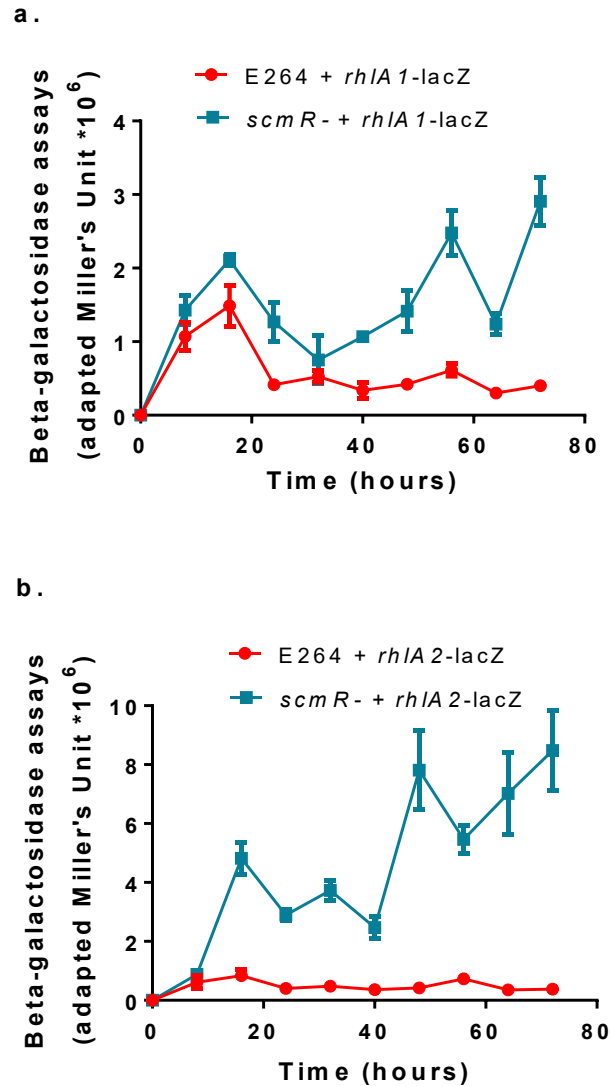 a.
E264 + rhlA1-lacZ
scmR- + rhlA1-lacZ
Beta-galactosidase assays
(adapted Miller's Unit *10^6)
4
3
2
1
0
0 20 40 60 80
Time (hours)
b.
E264 + rhlA2-lacZ
scmR- + rhlA2-lacZ
Beta-galactosidase assays
(adapted Miller's Unit *10^6)
10
8
6
4
2
0
0 20 40 60 80
Time (hours)